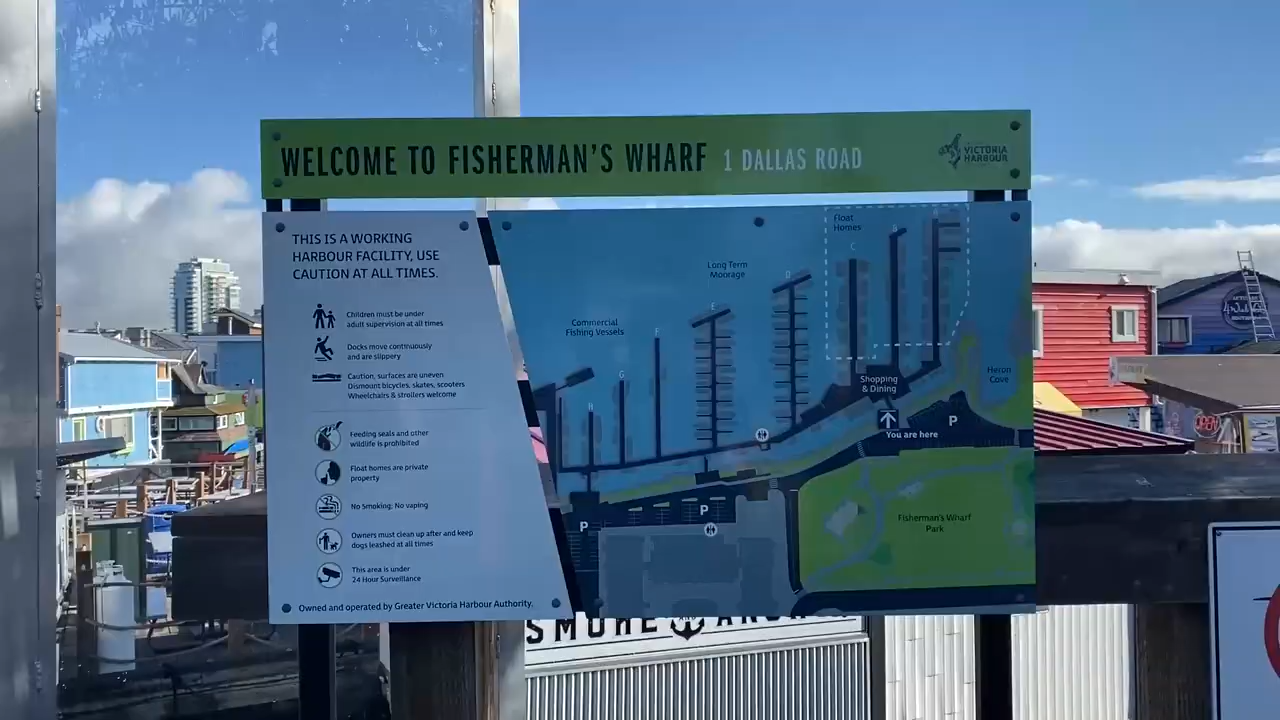 WELCOME TO FISHERMAN'S WHARF 1 DALLAS ROAD
VICTORIA
HARBOUR
THIS IS A WORKING
HARBOUR FACILITY, USE
CAUTION AT ALL TIMES.
Children must be under
adult supervision at all times
Docks move continuously
and are slippery
Caution, surfaces are uneven
Dismount bicycles, skates, scooters
Wheelchairs & strollers welcome
Feeding seals and other
wildlife is prohibited
Float homes are private
property
No Smoking; No vaping
Owners must clean up after and keep
dogs leashed at all times
This area is under
24 Hour Surveillance
Owned and operated by Greater Victoria Harbour Authority.
Float
Homes
B
C
Long Term
Moorage
D
E
Commercial
Fishing Vessels
F
G
H
Shopping
& Dining
Heron
Cove
P
You are here
P
P
Fisherman's Wharf
Park
OPEN
SMOKE AND